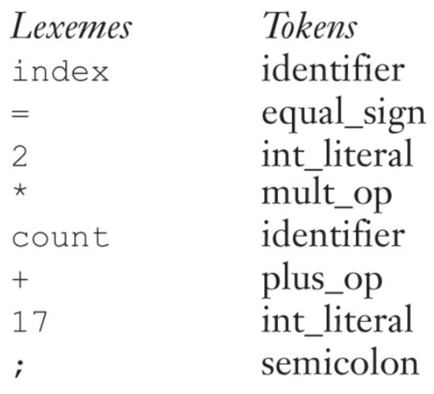 Lexemes Tokens
index identifier
= equal_sign
2 int_literal
* mult_op
count identifier
+ plus_op
17 int_literal
; semicolon